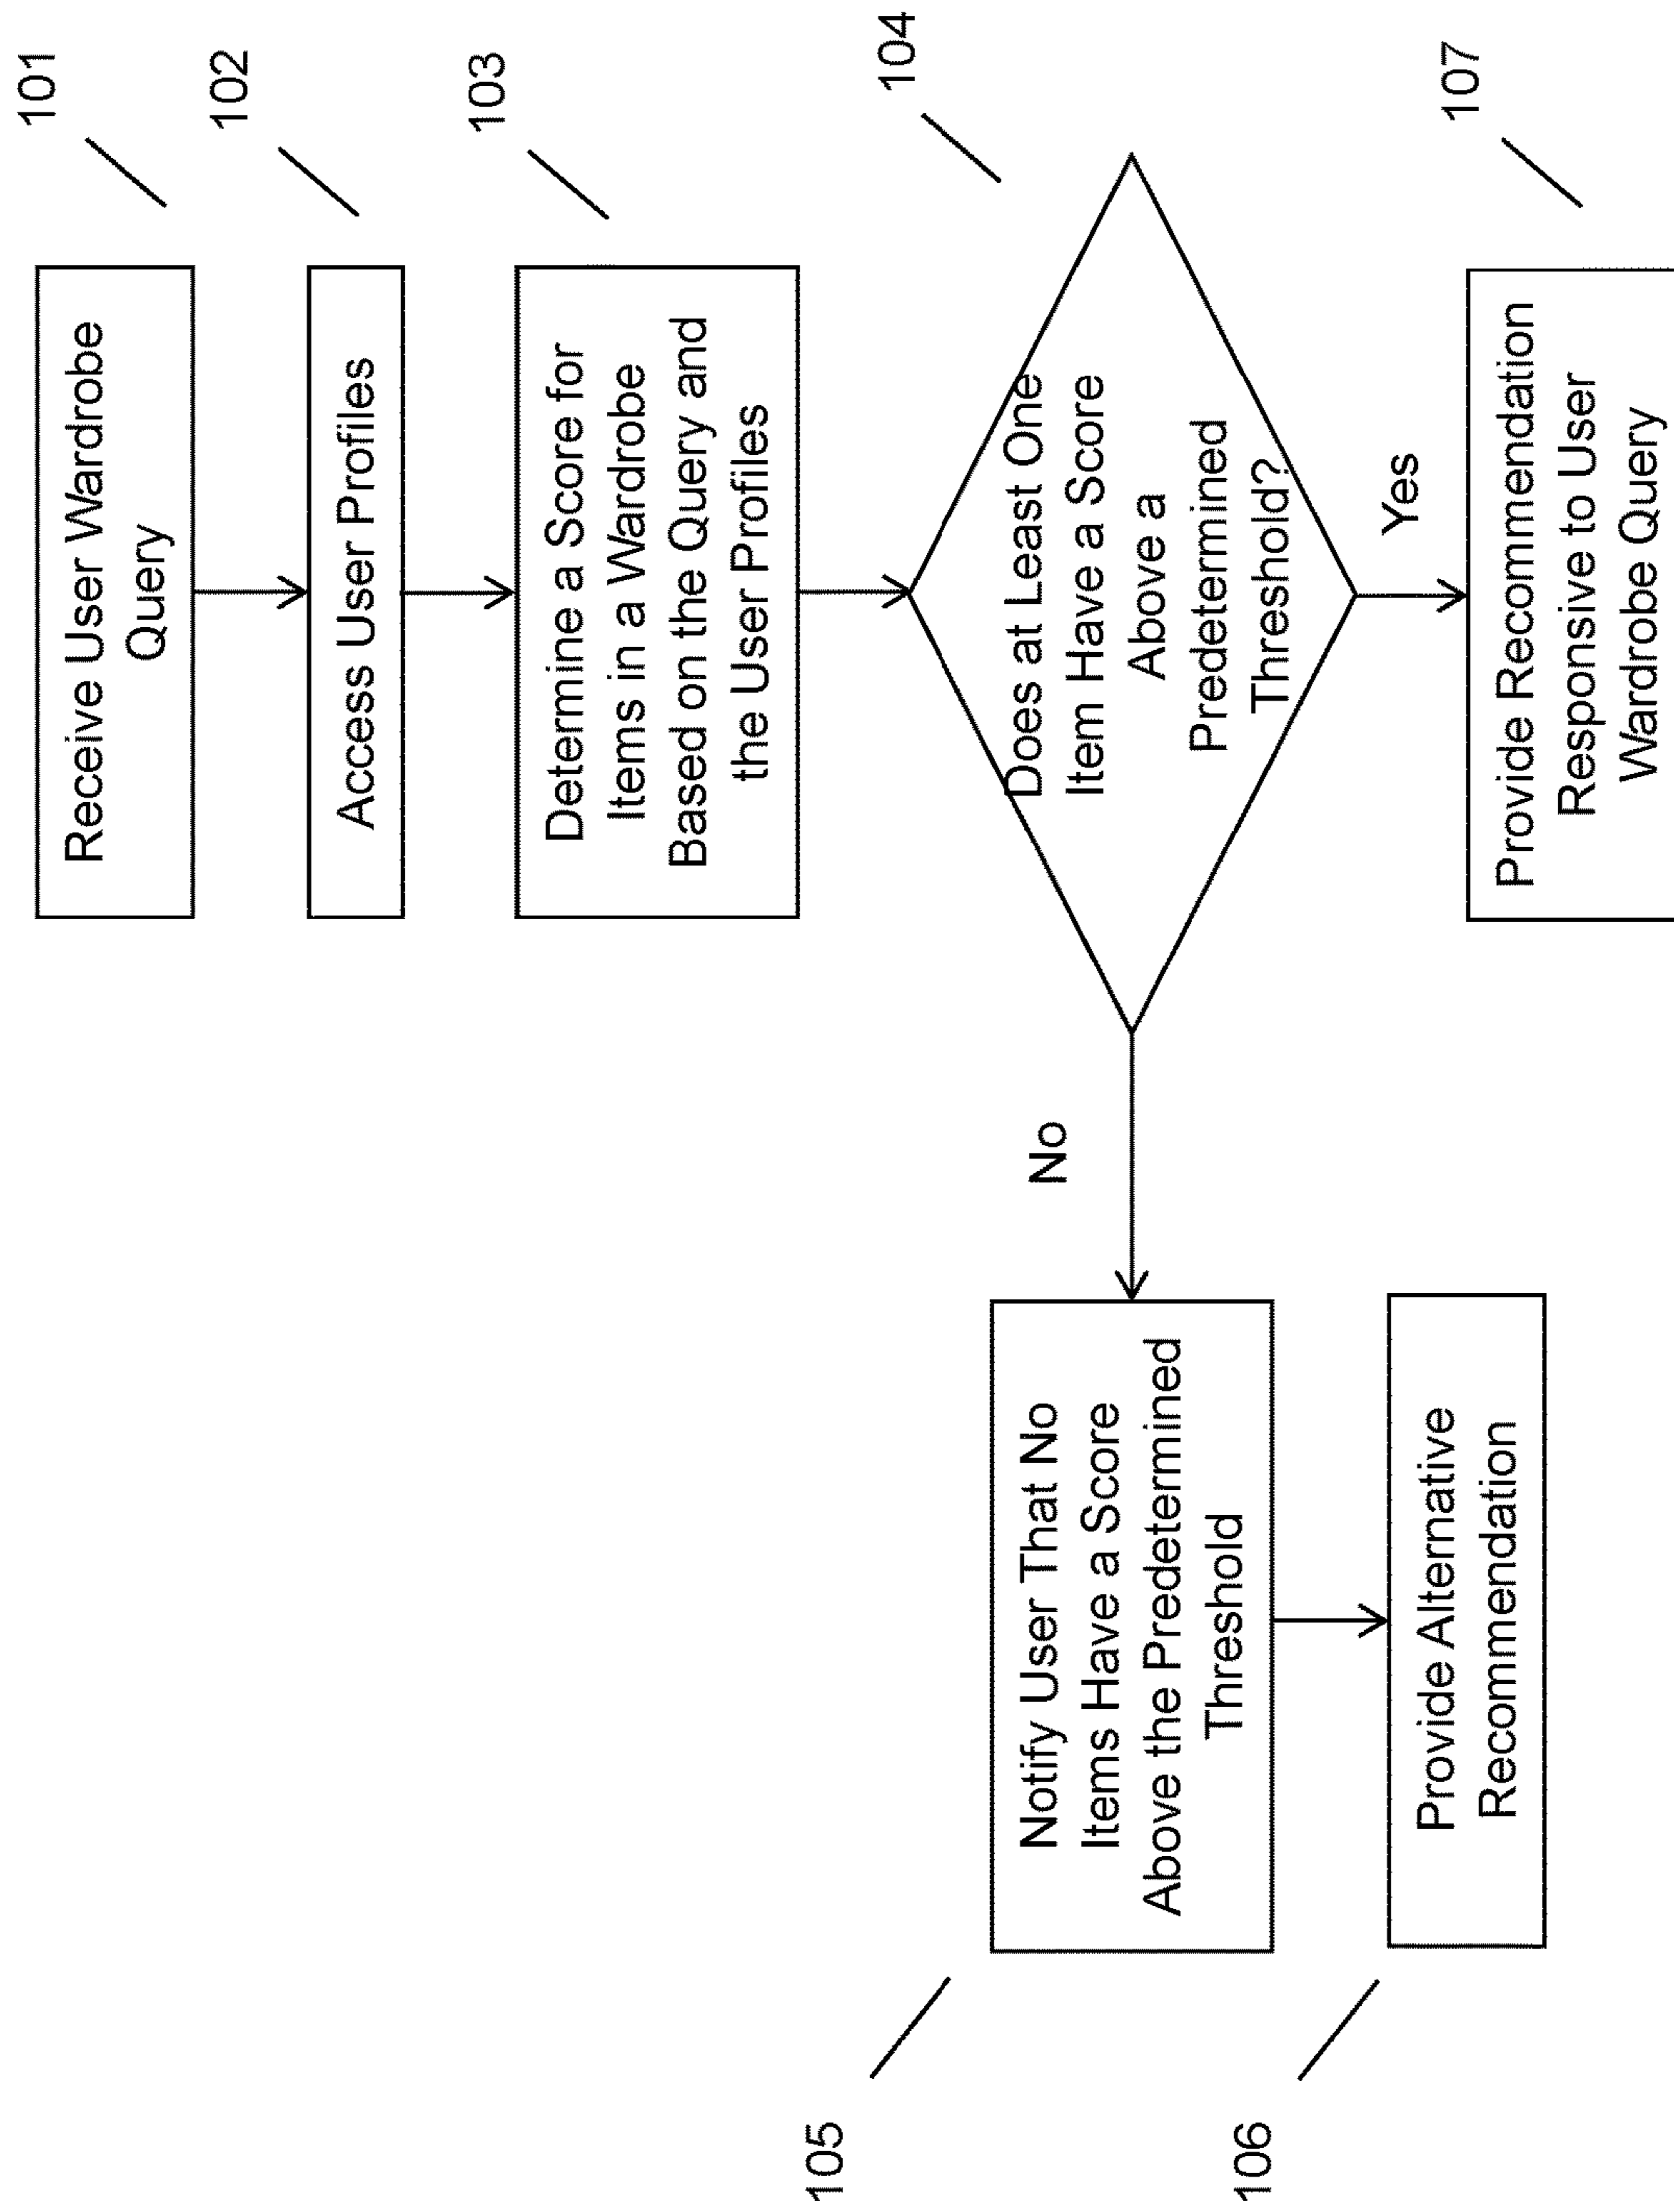 101
Receive User Wardrobe
Query
102
Access User Profiles
103
Determine a Score for
Items in a Wardrobe
Based on the Query and
the User Profiles
104
Does at Least One
Item Have a Score
Above a
Predetermined
Threshold?
No
Yes
105
Notify User That No
Items Have a Score
Above the Predetermined
Threshold
106
Provide Alternative
Recommendation
107
Provide Recommendation
Responsive to User
Wardrobe Query